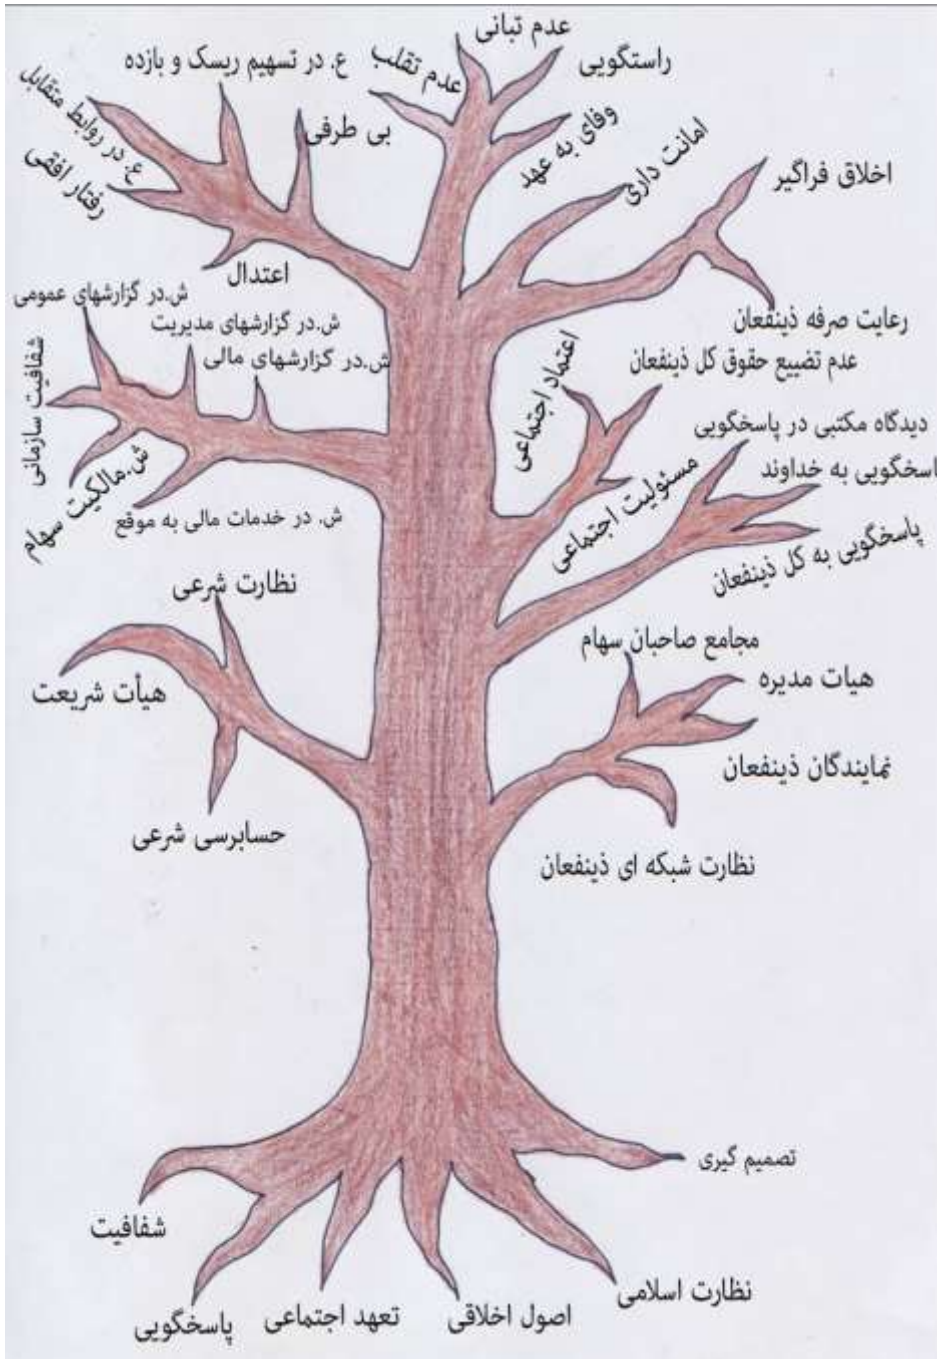 عدم تبانی
راستگویی
عدم تقلب
ع. در تسهیم ریسک و بازده
ع. در روابط متقابل
بی طرفی
وفای به عهد
امانت داری
رفتار افقی
اخلاق فراگیر
اعتدال
ش.در گزارشهای عمومی
رعایت صرفه ذینفعان
ش.در گزارشهای مدیریت
ش.در گزارشهای مالی
عدم تضییع حقوق کل ذینفعان
اعتماد اجتماعی
شفافیت سازمانی
دیدگاه مکتبی در پاسخگویی
پاسخگویی به خداوند
مسئولیت اجتماعی
ش.مالکیت سهام
ش. در خدمات مالی به موقع
پاسخگویی به کل ذینفعان
نظارت شرعی
مجامع صاحبان سهام
هیات مدیره
هیأت شریعت
نمایندگان ذینفعان
حسابرسی شرعی
نظارت شبکه ای ذینفعان
تصمیم گیری
شفافیت
نظارت اسلامی
اصول اخلاقی
تعهد اجتماعی
پاسخگویی